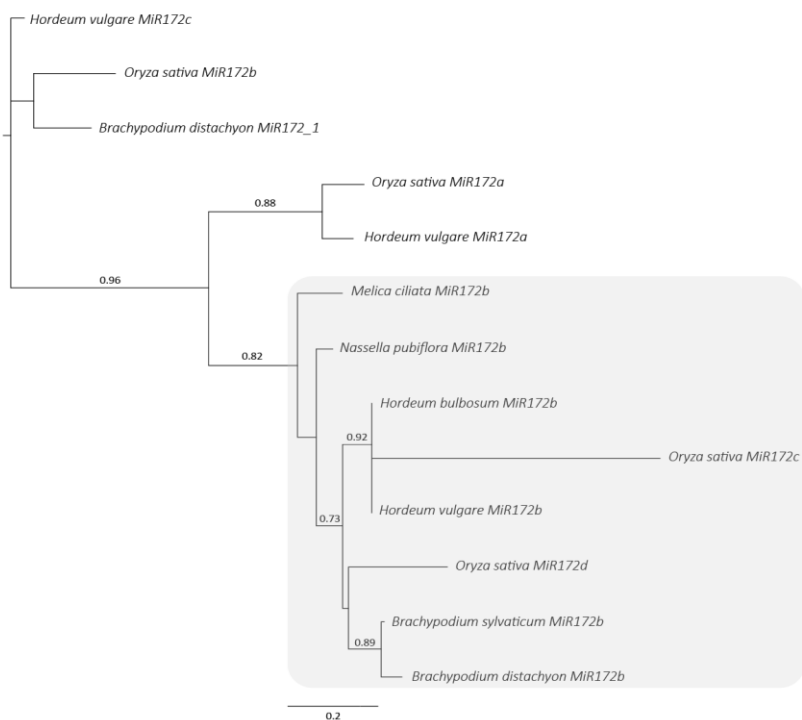 Hordeum vulgare MiR172c
Oryza sativa MiR172b
Brachypodium distachyon MiR172_1
Oryza sativa MiR172a
0.88
Hordeum vulgare MiR172a
0.96
Melica ciliata MiR172b
Nassella pubiflora MiR172b
0.82
Hordeum bulbosum MiR172b
0.92
Oryza sativa MiR172c
Hordeum vulgare MiR172b
0.73
Oryza sativa MiR172d
Brachypodium sylvaticum MiR172b
0.89
Brachypodium distachyon MiR172b
0.2